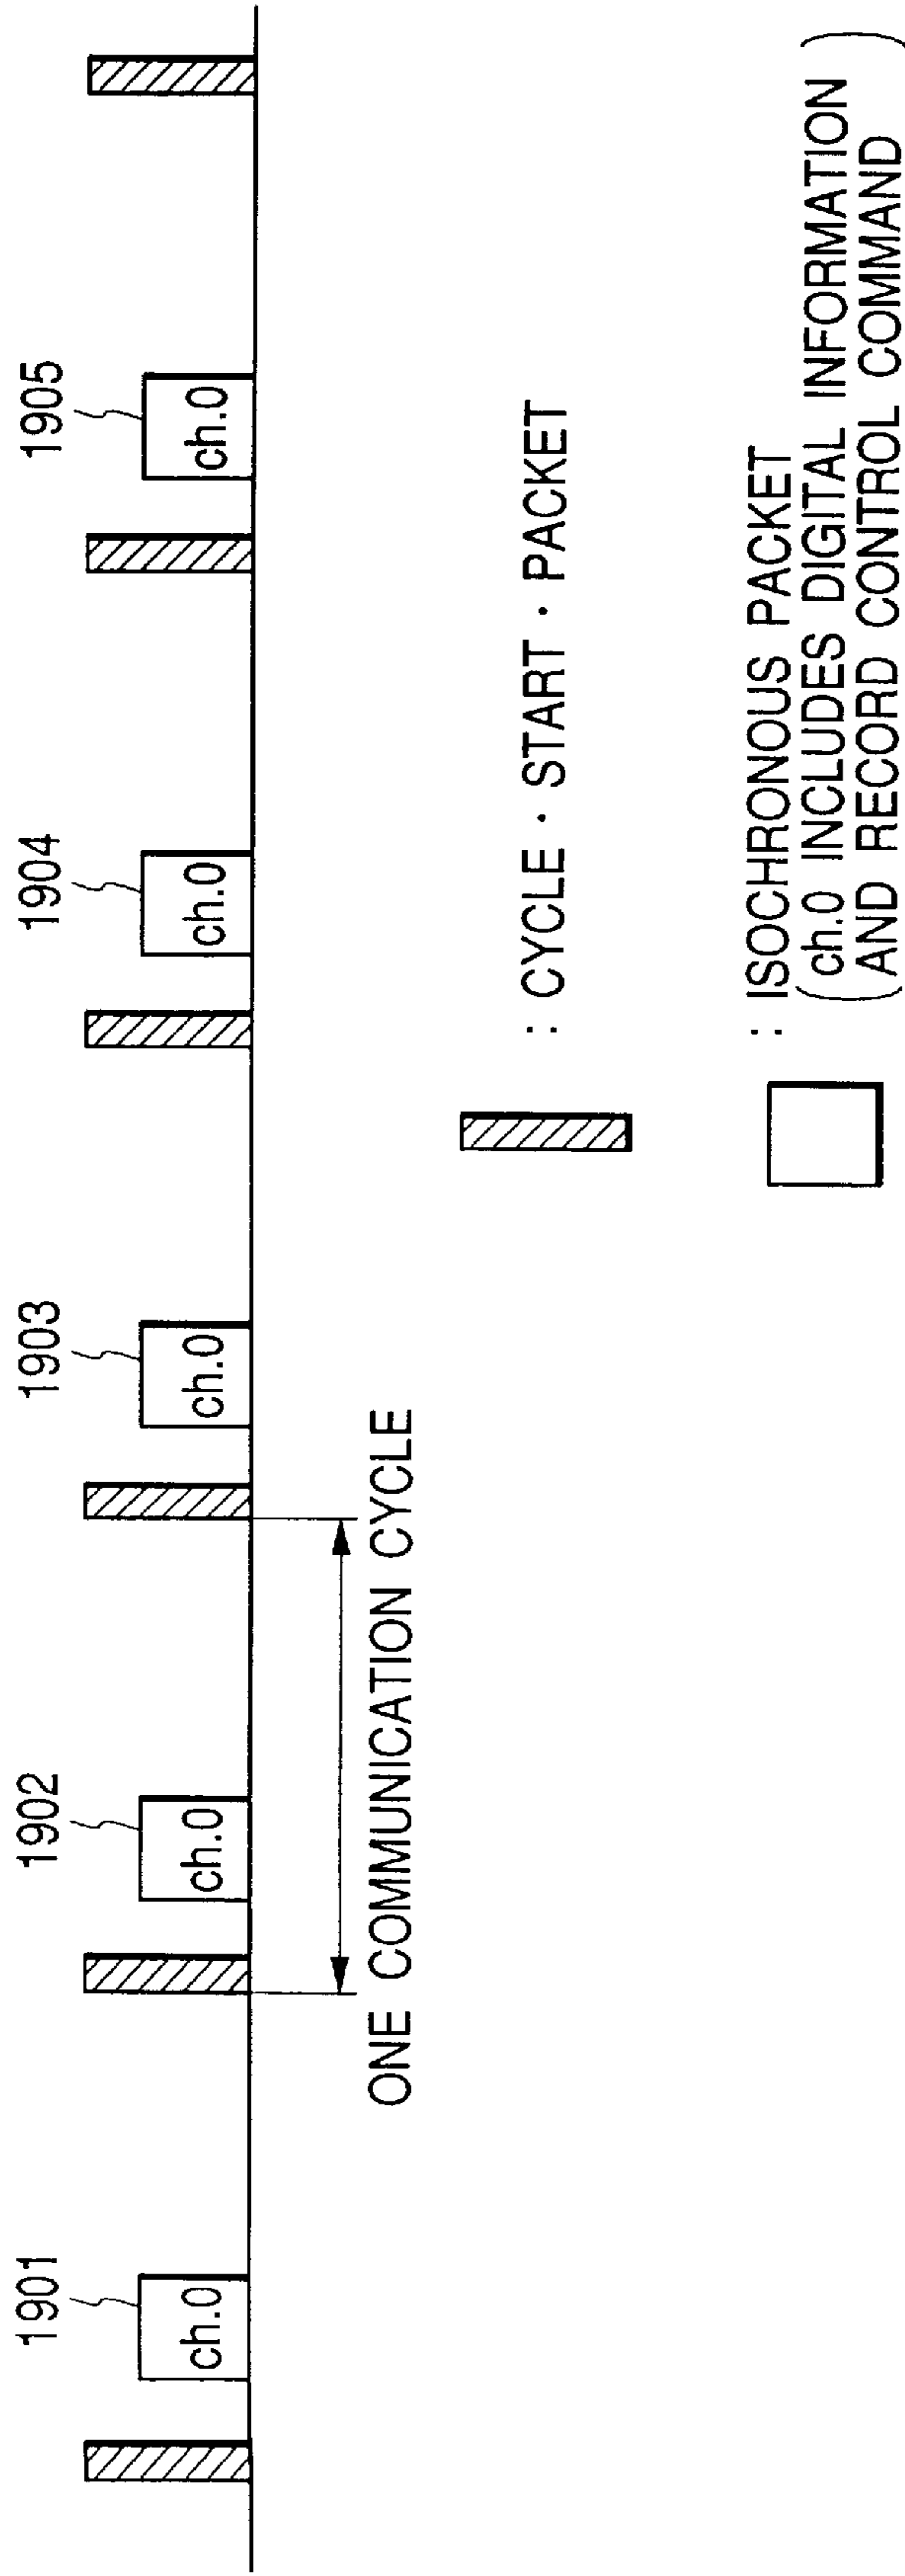 1901
1902
1903
1904
1905
ch.0
ch.0
ch.0
ch.0
ch.0
ONE COMMUNICATION CYCLE
: CYCLE · START · PACKET
: ISOCHRONOUS PACKET
(ch.0 INCLUDES DIGITAL INFORMATION
AND RECORD CONTROL COMMAND)